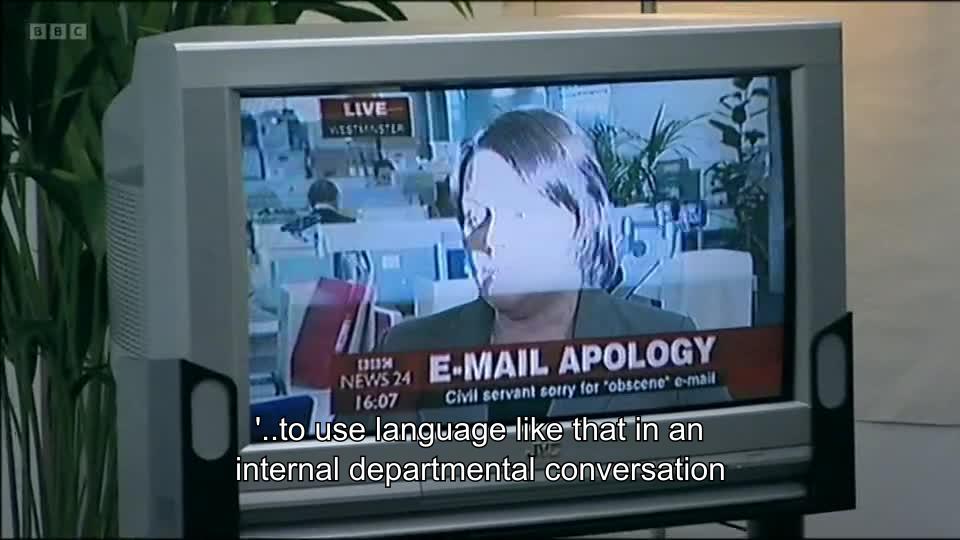 BBC
LIVE
WESTMINSTER
E-MAIL APOLOGY
BBC
NEWS 24
Civil servant sorry for "obscene" e-mail
16:07
JVC
'..to use language like that in an
internal departmental conversation